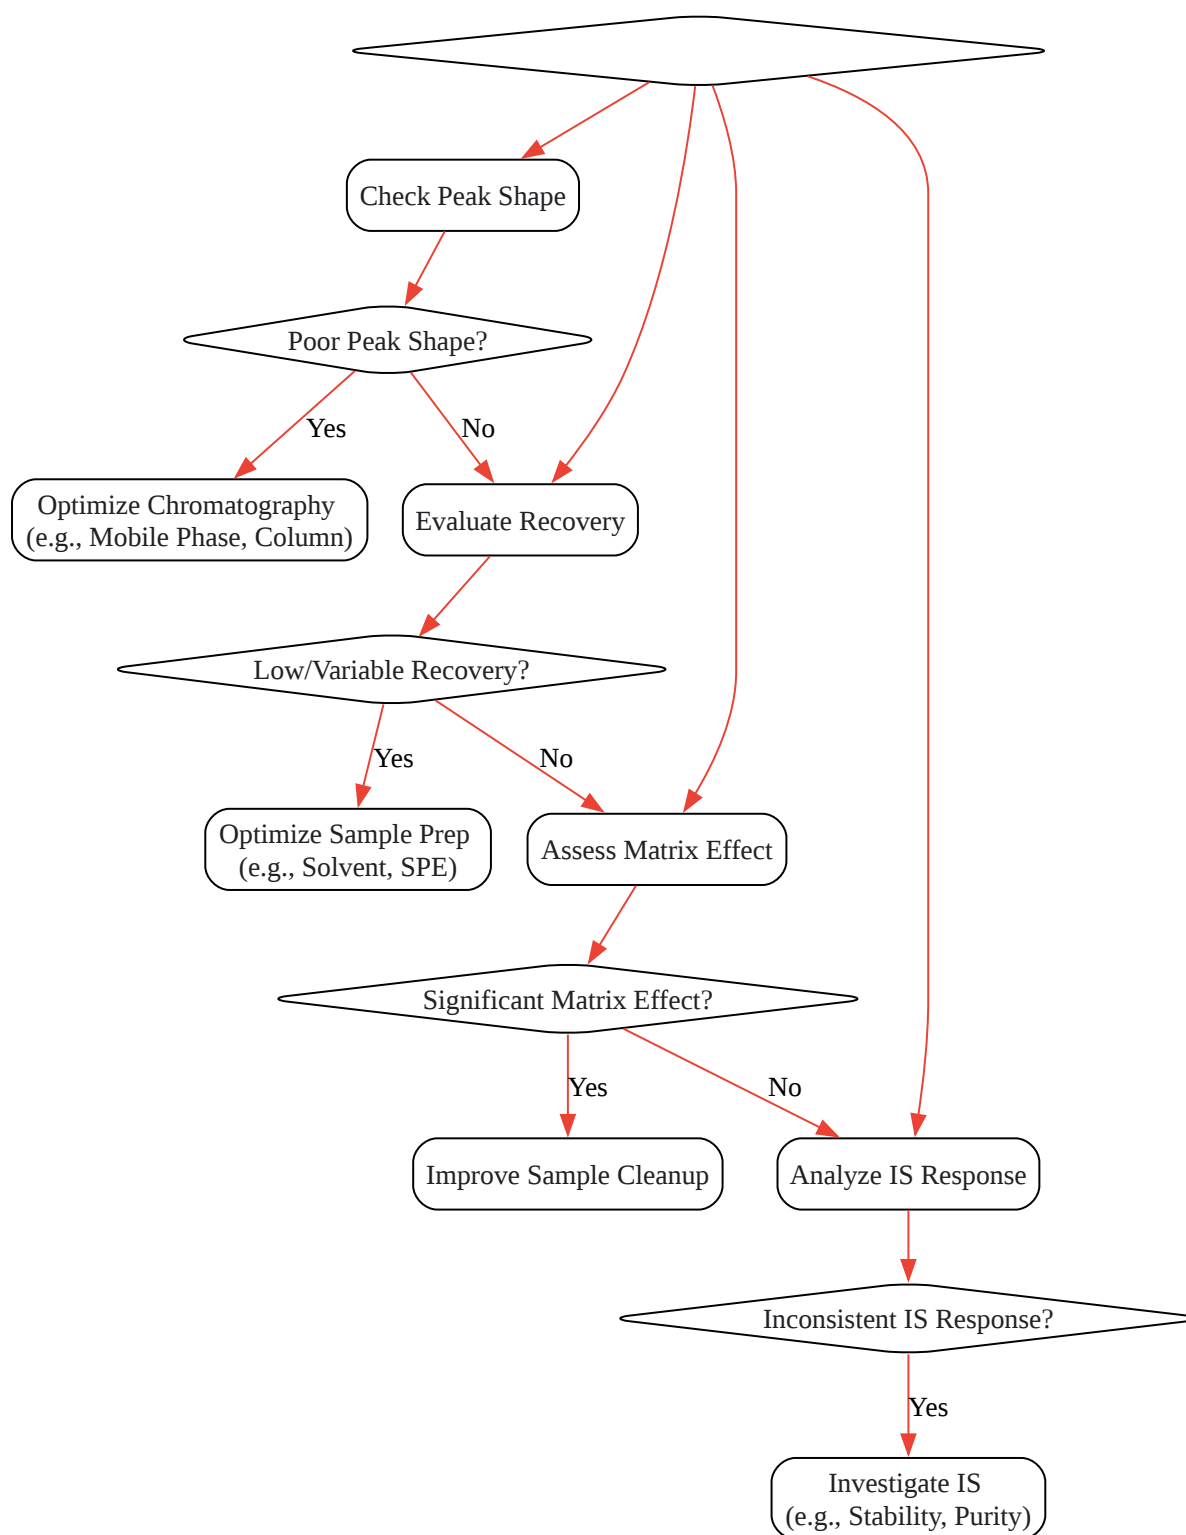 Check Peak Shape
Poor Peak Shape?
Yes
No
Optimize Chromatography
(e.g., Mobile Phase, Column)
Evaluate Recovery
Low/Variable Recovery?
Yes
No
Optimize Sample Prep
(e.g., Solvent, SPE)
Assess Matrix Effect
Significant Matrix Effect?
Yes
No
Improve Sample Cleanup
Analyze IS Response
Inconsistent IS Response?
Yes
Investigate IS
(e.g., Stability, Purity)